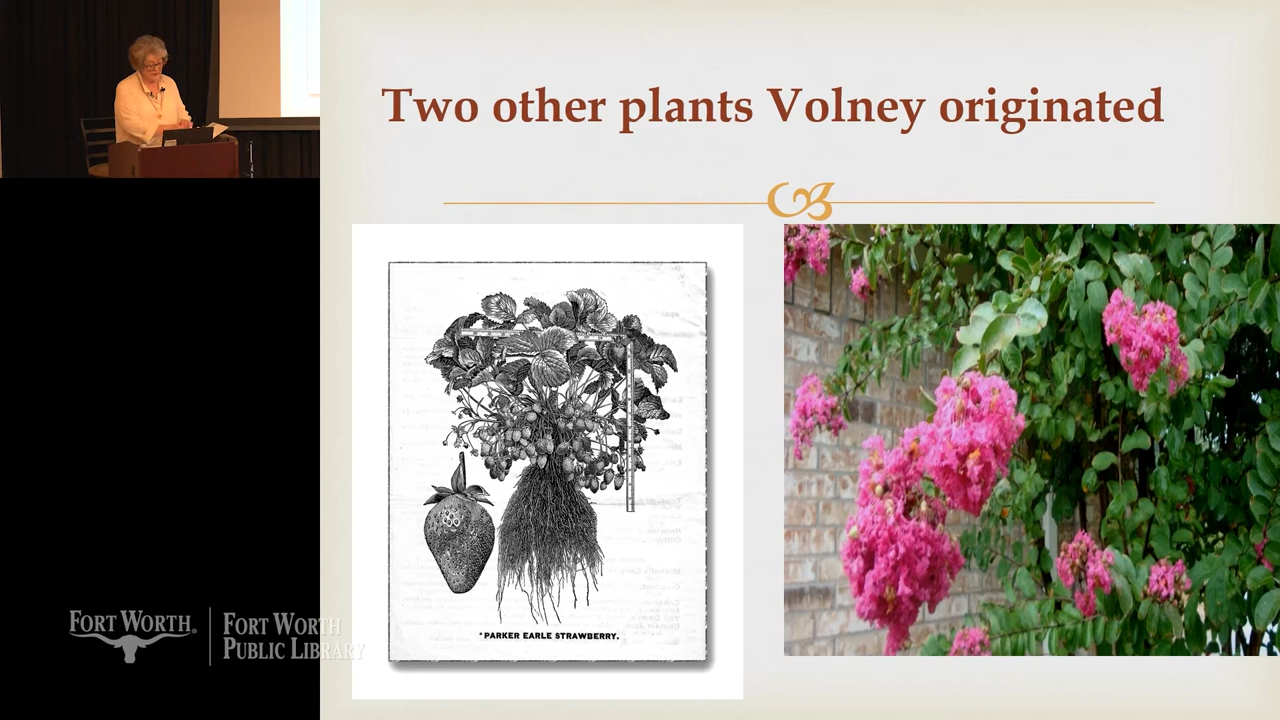 Two other plants Volney originated
*PARKER EARLE STRAWBERRY.
FORT WORTH®
FORT WORTH
PUBLIC LIBRARY